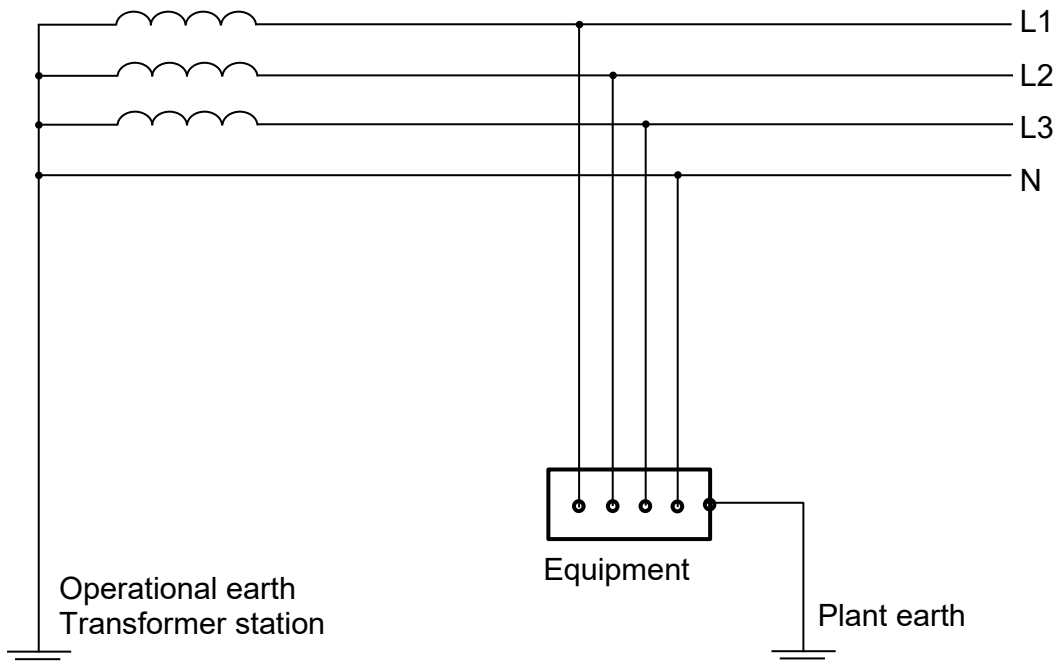 L1
L2
L3
N
Equipment
Operational earth
Transformer station
Plant earth